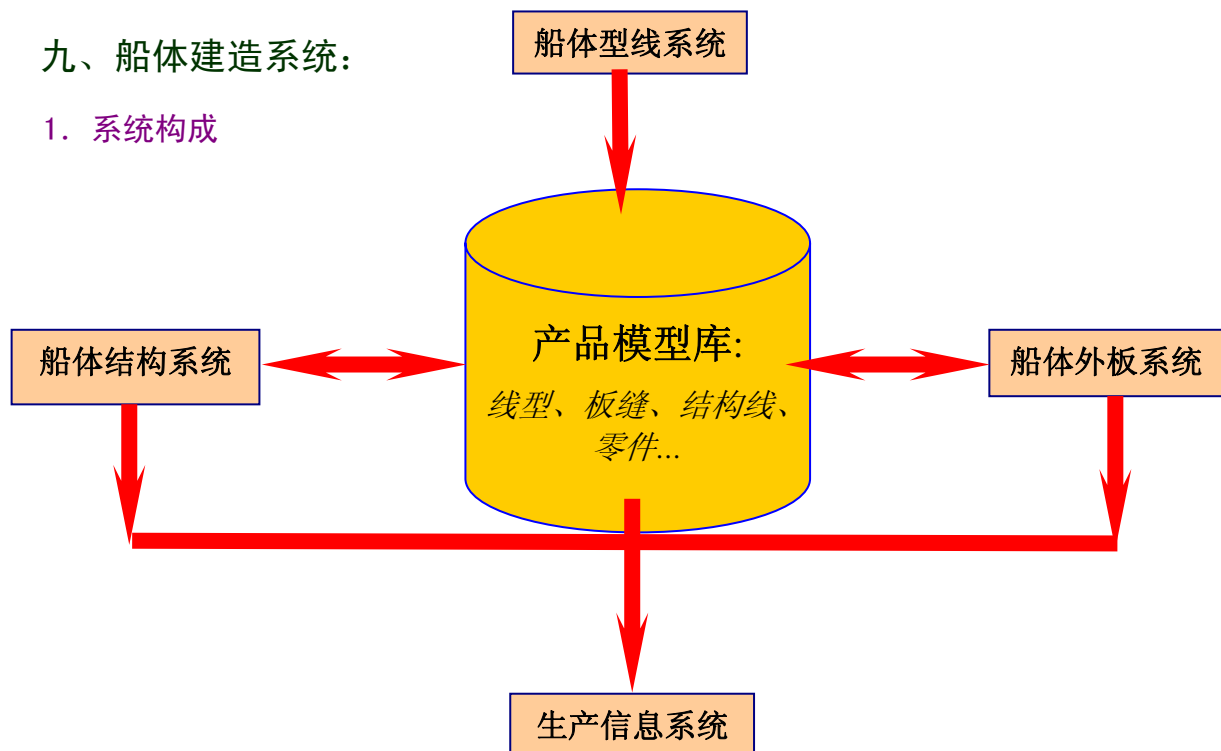 船体型线系统
九、船体建造系统：
1. 系统构成
产品模型库:
线型、板缝、结构线、
零件...
船体结构系统
船体外板系统
生产信息系统